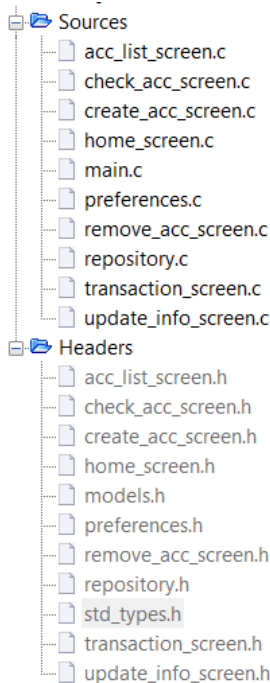 Sources
acc_list_screen.c
check_acc_screen.c
create_acc_screen.c
home_screen.c
main.c
preferences.c
remove_acc_screen.c
repository.c
transaction_screen.c
update_info_screen.c
Headers
acc_list_screen.h
check_acc_screen.h
create_acc_screen.h
home_screen.h
models.h
preferences.h
remove_acc_screen.h
repository.h
std_types.h
transaction_screen.h
update_info_screen.h